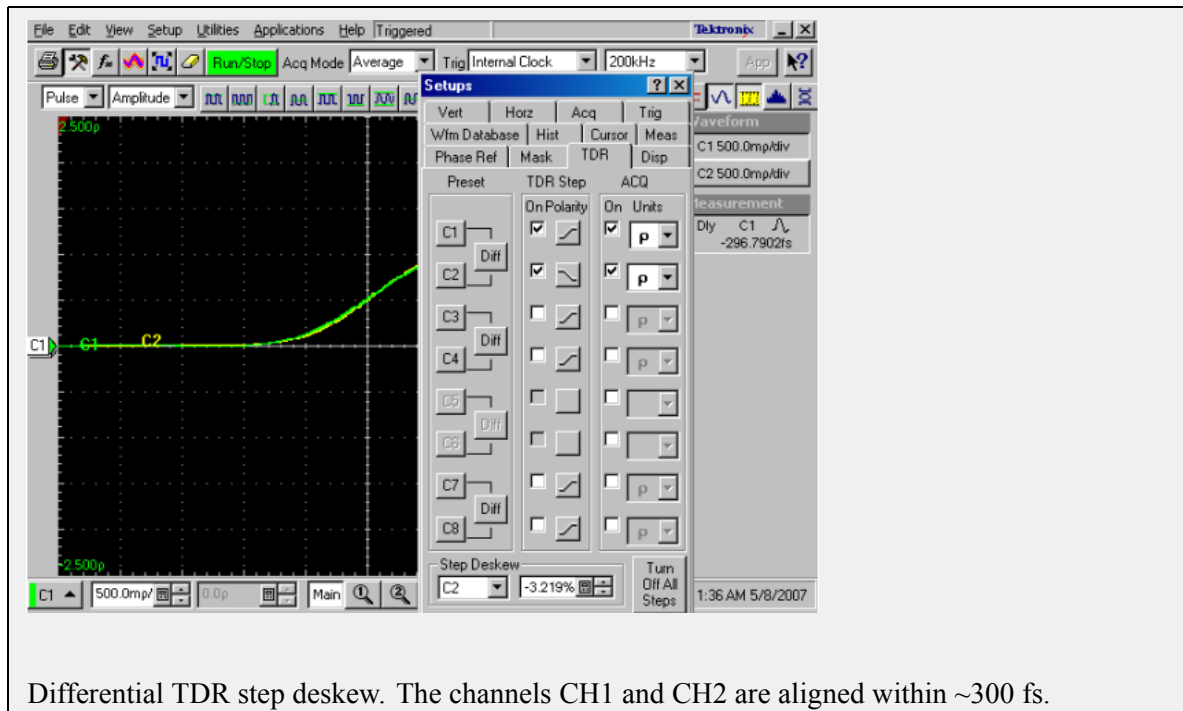 File Edit View Setup Utilities Applications Help Triggered Tektronix
Run/Stop Acq Mode Average Trig Internal Clock 200kHz App
Pulse Amplitude
Setups
Vert Horz Acq Trig
Wfm Database Hist Cursor Meas
Phase Ref Mask TDR Disp
Preset TDR Step ACQ
On Polarity On Units
C1 ρ
Diff
C2 ρ
C3 ρ
Diff
C4 ρ
C5
Diff
C6
C7 ρ
Diff
C8 ρ
Step Deskew
C2 -3.219%
Turn
Off All
Steps
2.500ρ
C1 C1 C2
-2.500ρ
C1 500.0mρ/div
C2 500.0mρ/div
Dly C1
-296.7902fs
C1 500.0mρ/ 0.0ρ Main 1 2
1:36 AM 5/8/2007
Differential TDR step deskew. The channels CH1 and CH2 are aligned within ~300 fs.